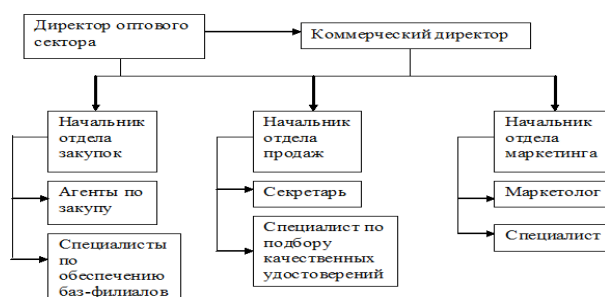 Директор оптового
сектора
Коммерческий директор
Начальник
отдела
закупок
Начальник
отдела
продаж
Начальник
отдела
маркетинга
Агенты по
закупу
Секретарь
Маркетолог
Специалисты
по
обеспечению
баз-филиалов
Специалист по
подбору
качественных
удостоверений
Специалист